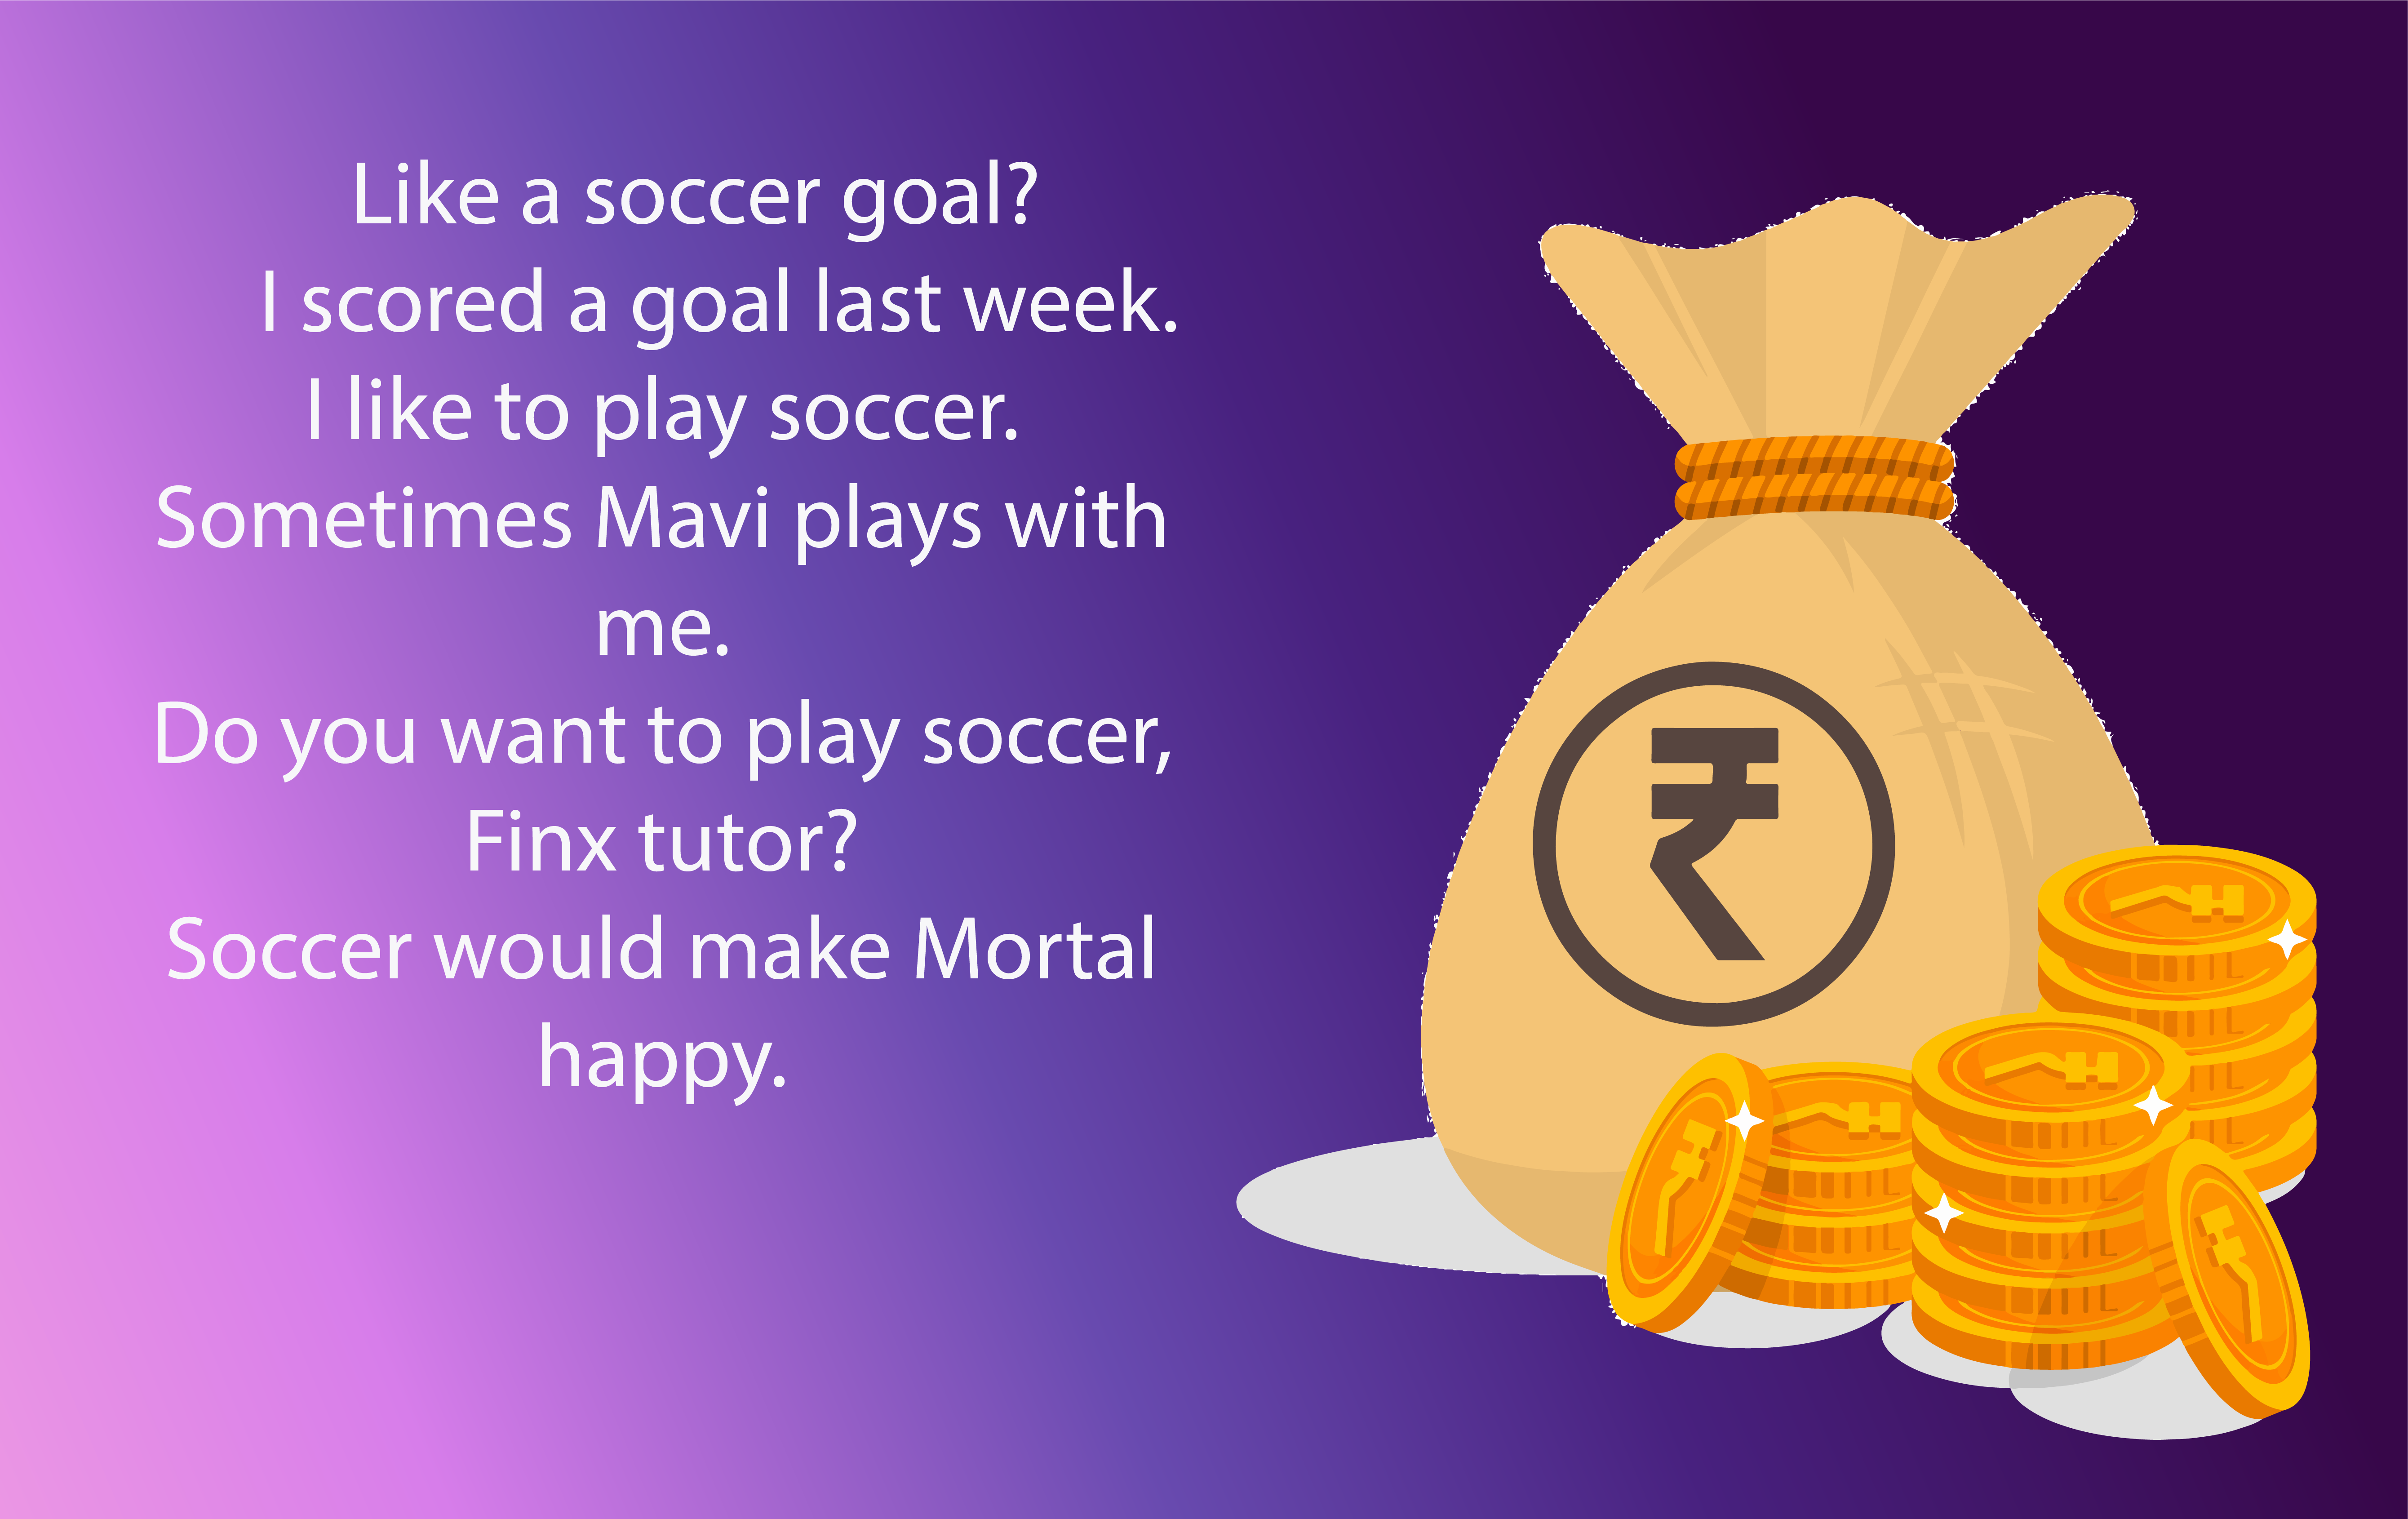 Like a soccer goal?
I scored a goal last week.
I like to play soccer.
Sometimes Mavi plays with
me.
Do you want to play soccer,
Finx tutor?
Soccer would make Mortal
happy.
₹